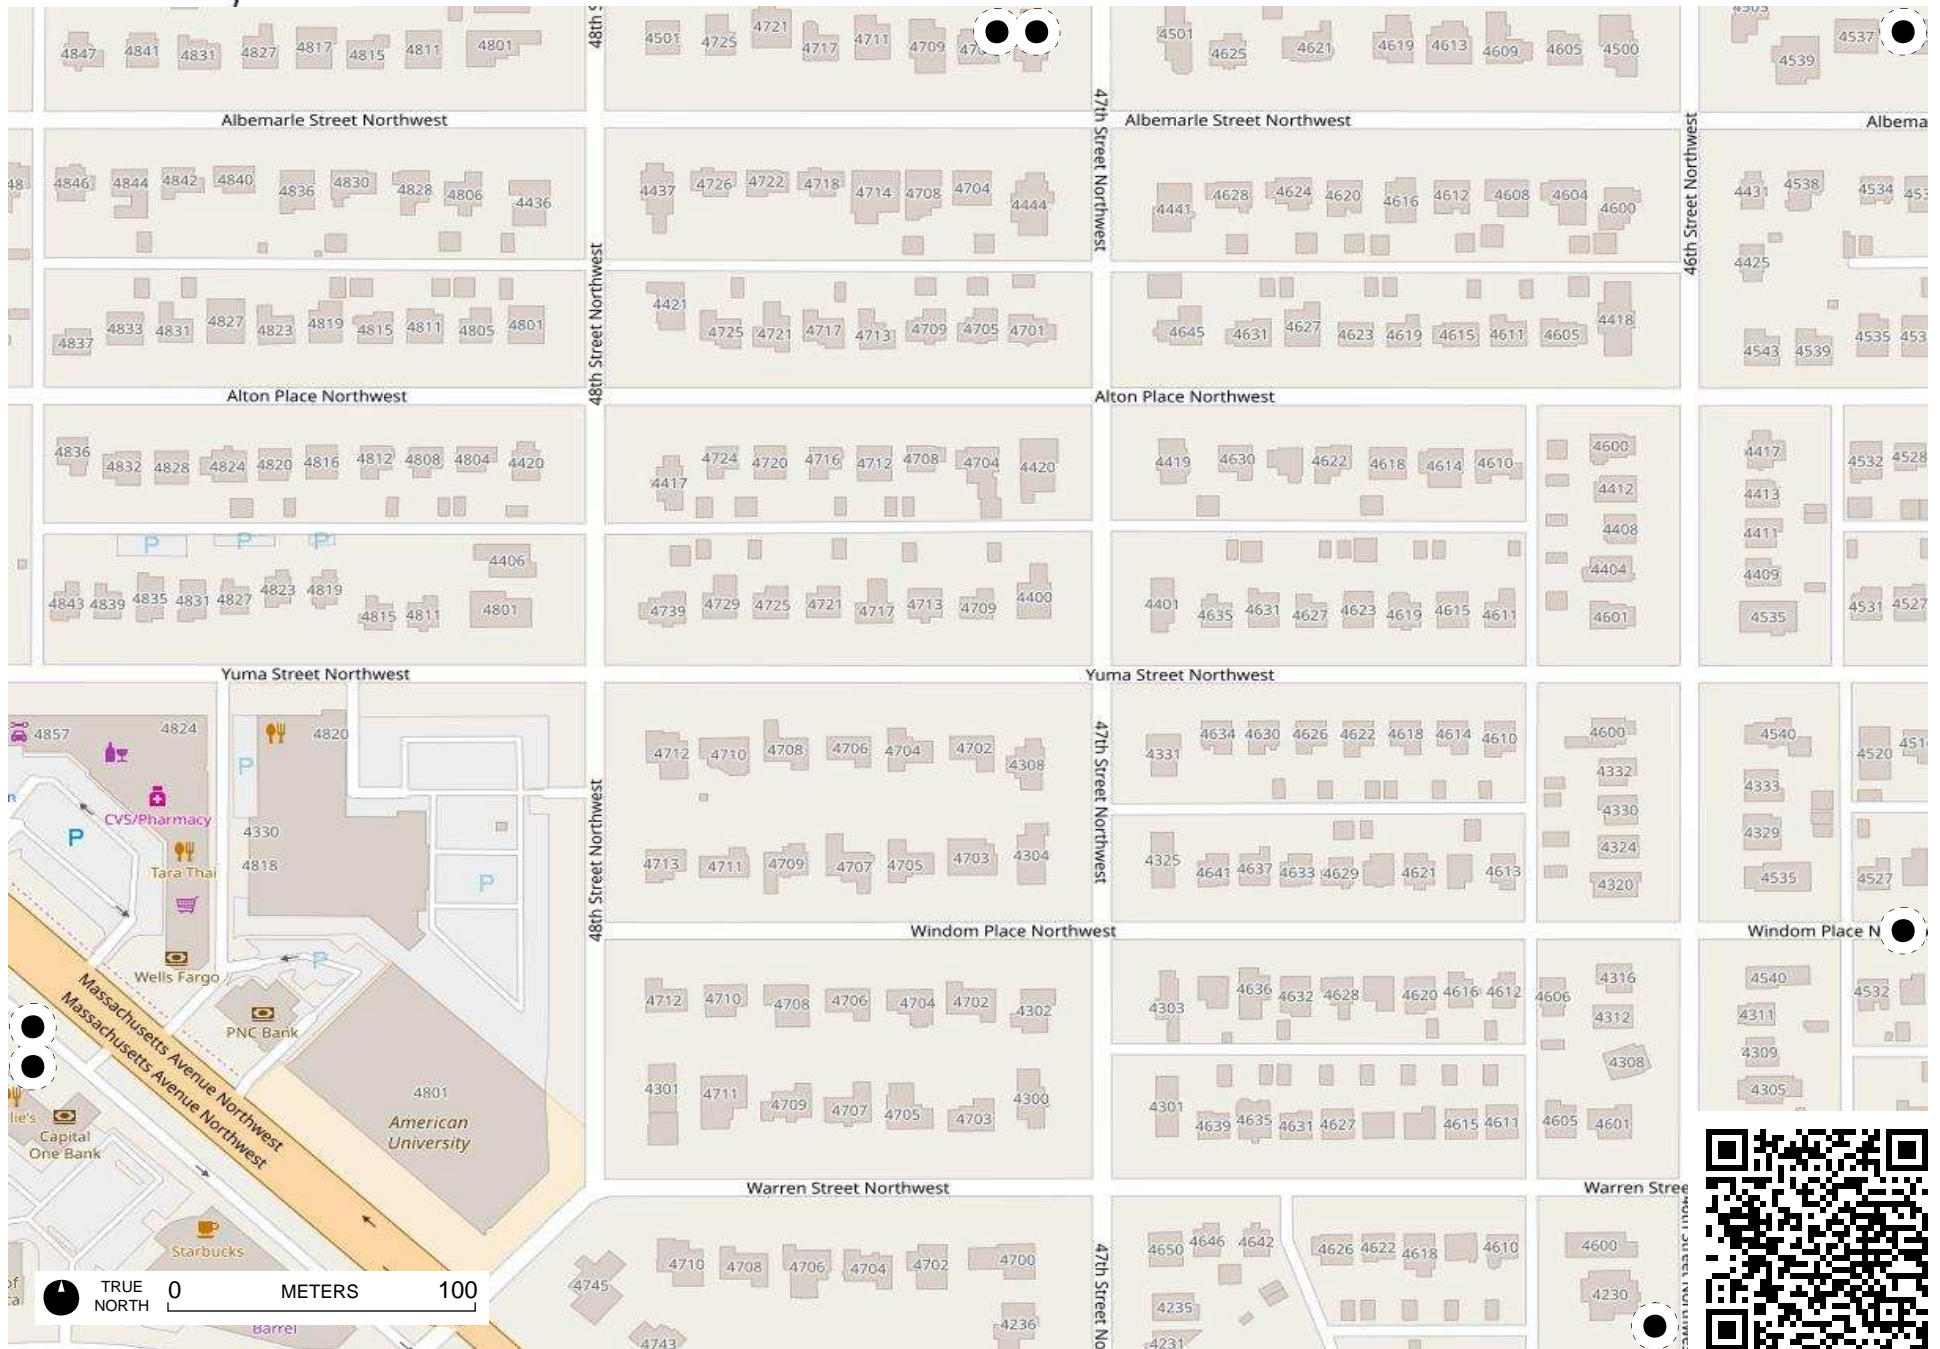 4847 4841 4831 4827 4817 4815 4811 4801
48th S
4501 4725 4721 4717 4711 4709
4501 4625 4621 4619 4613 4609 4605 4500
4539 4537
Albemarle Street Northwest
47th Street Northwest
Albemarle Street Northwest
46th Street Northwest
Albema
4846 4844 4842 4840 4836 4830 4828 4806 4436
4437 4726 4722 4718 4714 4708 4704 4444
4441 4628 4624 4620 4616 4612 4608 4604 4600
4431 4538 4534
4425
48th Street Northwest
4837 4833 4831 4827 4823 4819 4815 4811 4805 4801
4421 4725 4721 4717 4713 4709 4705 4701
4645 4631 4627 4623 4619 4615 4611 4605 4418
4543 4539 4535
Alton Place Northwest
Alton Place Northwest
4836 4832 4828 4824 4820 4816 4812 4808 4804 4420
4417 4724 4720 4716 4712 4708 4704 4420
4419 4630 4622 4618 4614 4610
4600
4412
4408
4404
4601
4417
4413
4411
4409
4535
4532 4528
4531 4527
P P P
4406
4843 4839 4835 4831 4827 4823 4819 4815 4811 4801
4739 4729 4725 4721 4717 4713 4709 4400
4401 4635 4631 4627 4623 4619 4615 4611
Yuma Street Northwest
Yuma Street Northwest
4857 4824 4820
4712 4710 4708 4706 4704 4702 4308
47th Street Northwest
4331 4634 4630 4626 4622 4618 4614 4610
4600
4332
4330
4324
4320
4540
4333
4329
4535
4520
4527
P
P
CVS/Pharmacy
4330
4818
Tara Thai
P
48th Street Northwest
4713 4711 4709 4707 4705 4703 4304
4325 4641 4637 4633 4629 4621 4613
Windom Place Northwest
Windom Place N
Wells Fargo
P
PNC Bank
Massachusetts Avenue Northwest
Massachusetts Avenue Northwest
4712 4710 4708 4706 4704 4702 4302
4303 4636 4632 4628 4620 4616 4612 4606
4316
4312
4308
4540
4311
4309
4305
4532
4801
American
University
4301 4711 4709 4707 4705 4703 4300
4301 4639 4635 4631 4627 4615 4611 4605 4601
lie's
Capital
One Bank
Warren Street Northwest
Warren Stree
Starbucks
4745 4710 4708 4706 4704 4702 4700
4743 4236
47th Street No
4650 4646 4642
4235
4231
4626 4622 4618 4610
4600
4230
TRUE
NORTH
0 METERS 100
Barrel